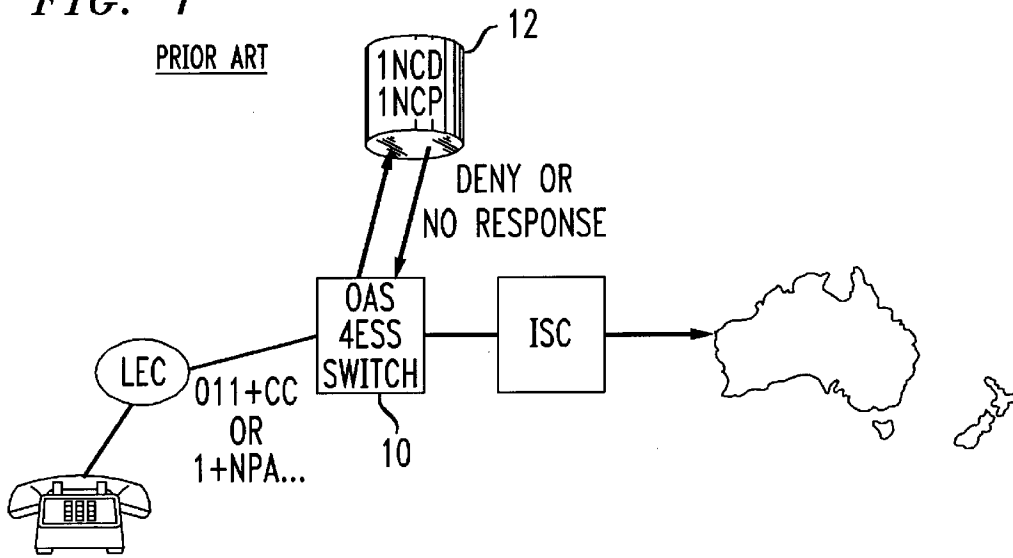 FIG. 1
PRIOR ART
12
1NCD
1NCP
DENY OR
NO RESPONSE
OAS
4ESS
SWITCH
ISC
LEC
011+CC
OR
1+NPA...
10